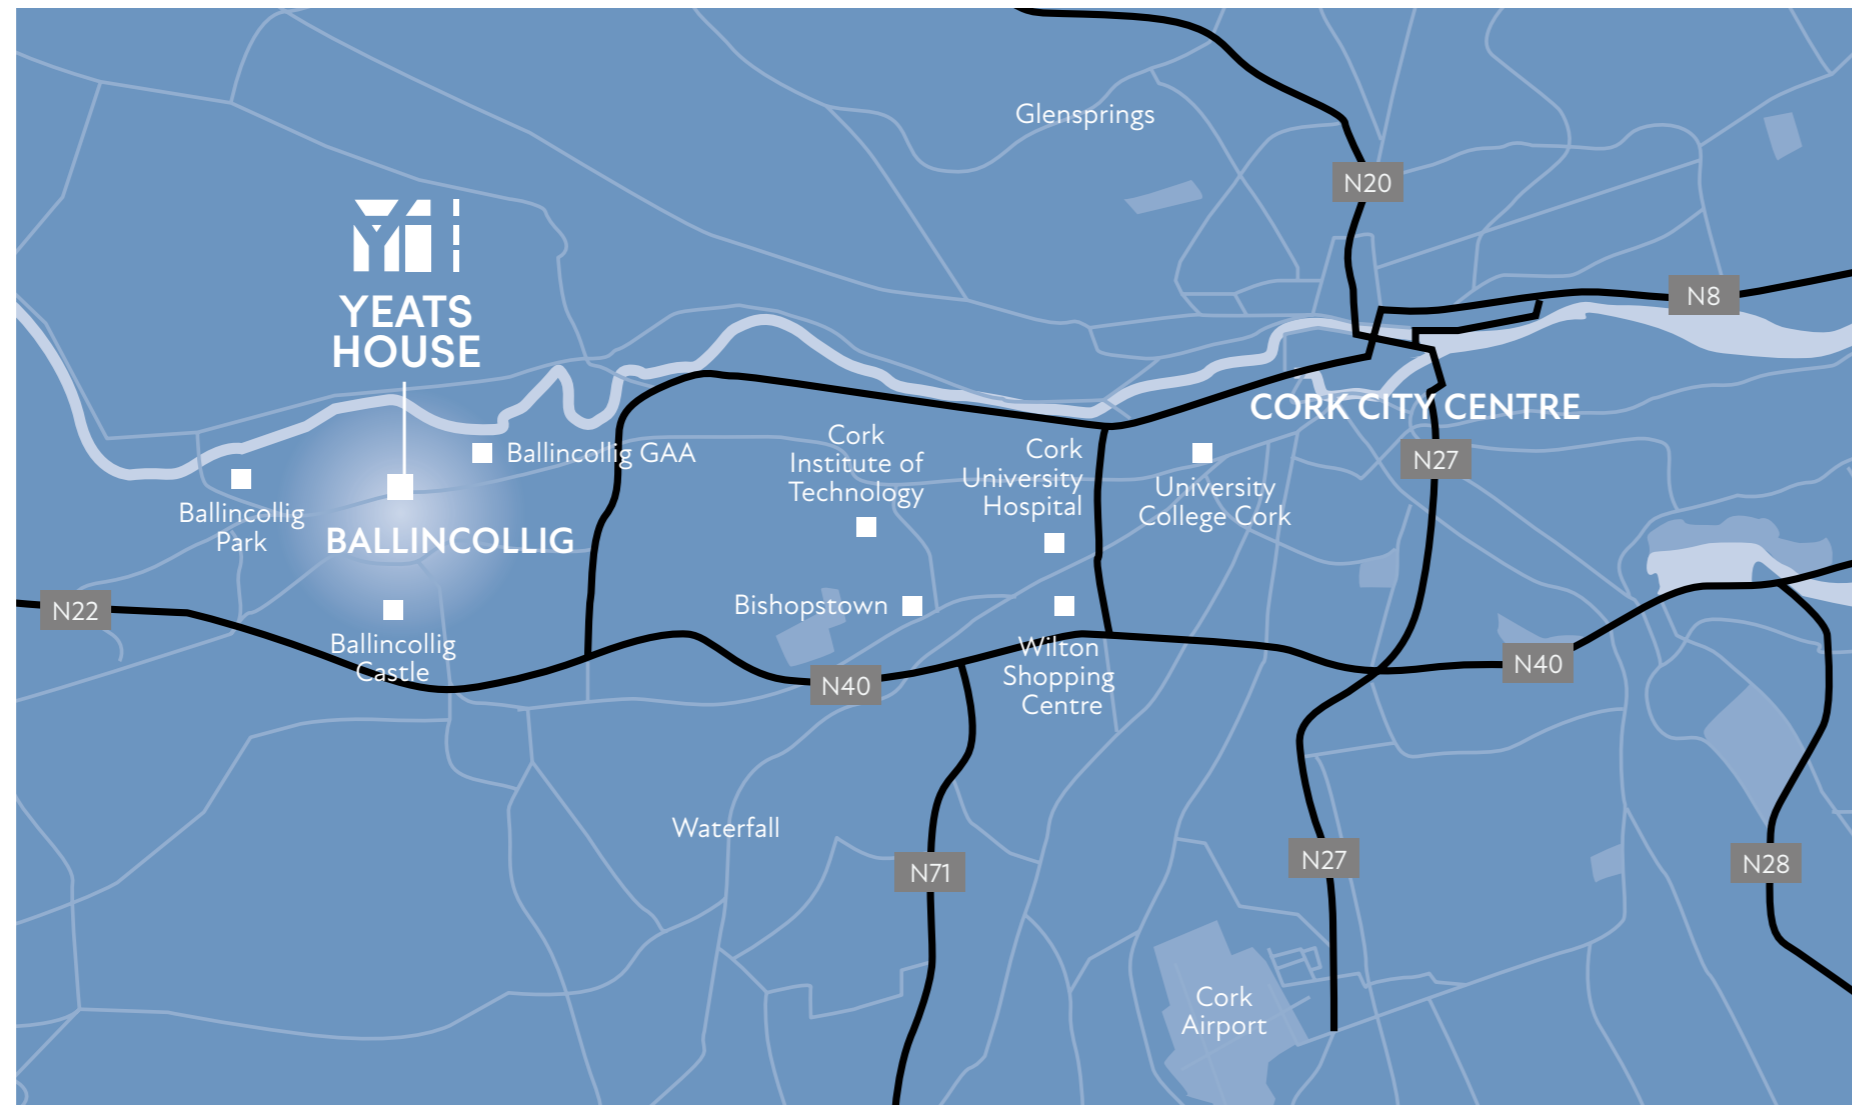 Glensprings
N20
YEATS
HOUSE
N8
CORK CITY CENTRE
Ballincollig GAA
Cork
Institute of
Technology
Cork
University
Hospital
N27
University
College Cork
Ballincollig
Park
BALLINCOLLIG
N22
Bishopstown
Ballincollig
Castle
Wilton
Shopping
Centre
N40
N40
Waterfall
N71
N27
N28
Cork
Airport